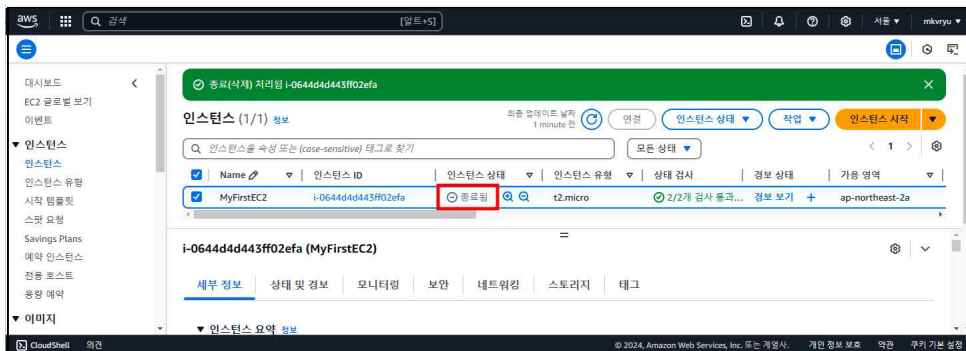 aws 검색 [알트+S] 서울 ▼ mkvryu ▼
대시보드
EC2 글로벌 보기
이벤트
▼ 인스턴스
인스턴스
인스턴스 유형
시작 템플릿
스팟 요청
Savings Plans
예약 인스턴스
전용 호스트
용량 예약
▼ 이미지
종료(삭제) 처리됨 i-0644d4d443ff02efa
인스턴스 (1/1) 정보
최종 업데이트 날짜
1 minute 전
연결 인스턴스 상태 ▼ 작업 ▼ 인스턴스 시작 ▼
인스턴스을 속성 또는 (case-sensitive) 태그로 찾기 모든 상태 ▼ < 1 >
Name 인스턴스 ID 인스턴스 상태 인스턴스 유형 상태 검사 경보 상태 가용 영역
MyFirstEC2 i-0644d4d443ff02efa 종료됨 t2.micro 2/2개 검사 통과... 경보 보기 + ap-northeast-2a
i-0644d4d443ff02efa (MyFirstEC2)
세부 정보 상태 및 경보 모니터링 보안 네트워킹 스토리지 태그
▼ 인스턴스 요약 정보
CloudShell 의견 © 2024, Amazon Web Services, Inc. 또는 계열사. 개인 정보 보호 약관 쿠키 기본 설정